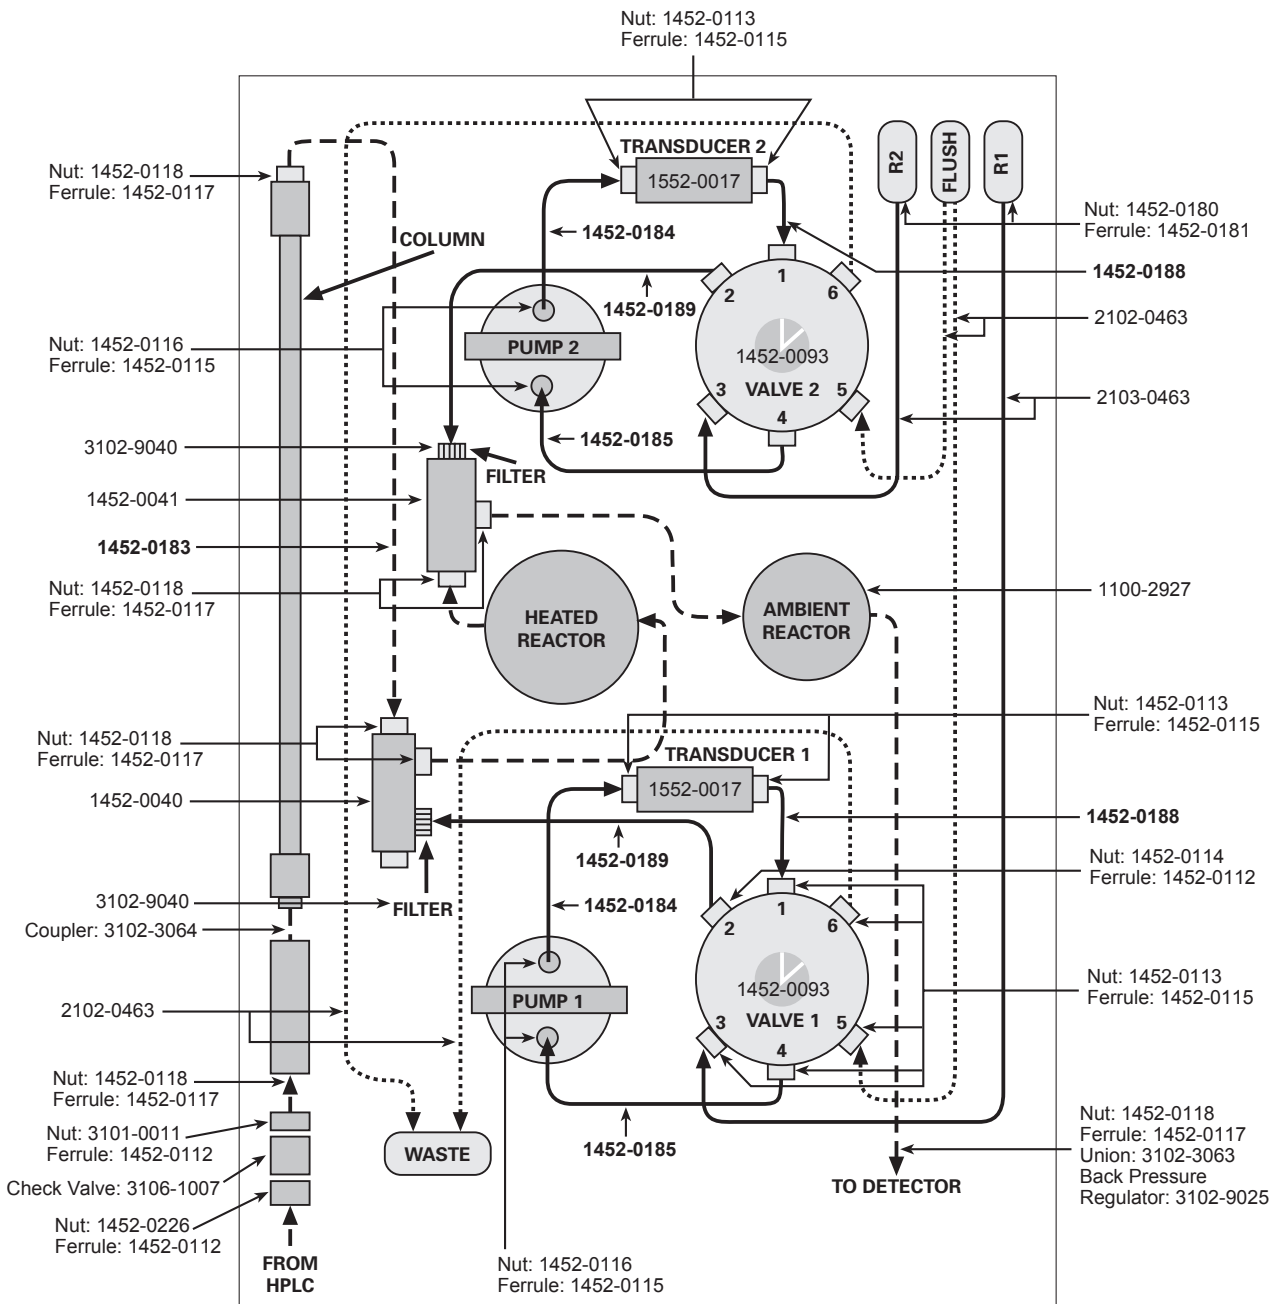 Nut: 1452-0113
Ferrule: 1452-0115
TRANSDUCER 2
1552-0017
R2
FLUSH
R1
Nut: 1452-0118
Ferrule: 1452-0117
Nut: 1452-0180
Ferrule: 1452-0181
COLUMN
1452-0184
1452-0188
1452-0189
1
2
6
2102-0463
Nut: 1452-0116
Ferrule: 1452-0115
PUMP 2
1452-0093
VALVE 2
3
5
4
2103-0463
1452-0185
3102-9040
FILTER
1452-0041
1452-0183
Nut: 1452-0118
Ferrule: 1452-0117
HEATED
REACTOR
AMBIENT
REACTOR
1100-2927
Nut: 1452-0113
Ferrule: 1452-0115
Nut: 1452-0118
Ferrule: 1452-0117
TRANSDUCER 1
1552-0017
1452-0040
1452-0188
1452-0189
Nut: 1452-0114
Ferrule: 1452-0112
3102-9040
FILTER
1452-0184
1
2
6
Coupler: 3102-3064
Nut: 1452-0113
Ferrule: 1452-0115
PUMP 1
1452-0093
VALVE 1
3
5
4
2102-0463
Nut: 1452-0118
Ferrule: 1452-0117
Nut: 3101-0011
Ferrule: 1452-0112
WASTE
1452-0185
Nut: 1452-0118
Ferrule: 1452-0117
Union: 3102-3063
Back Pressure
Regulator: 3102-9025
TO DETECTOR
Check Valve: 3106-1007
Nut: 1452-0226
Ferrule: 1452-0112
FROM
HPLC
Nut: 1452-0116
Ferrule: 1452-0115